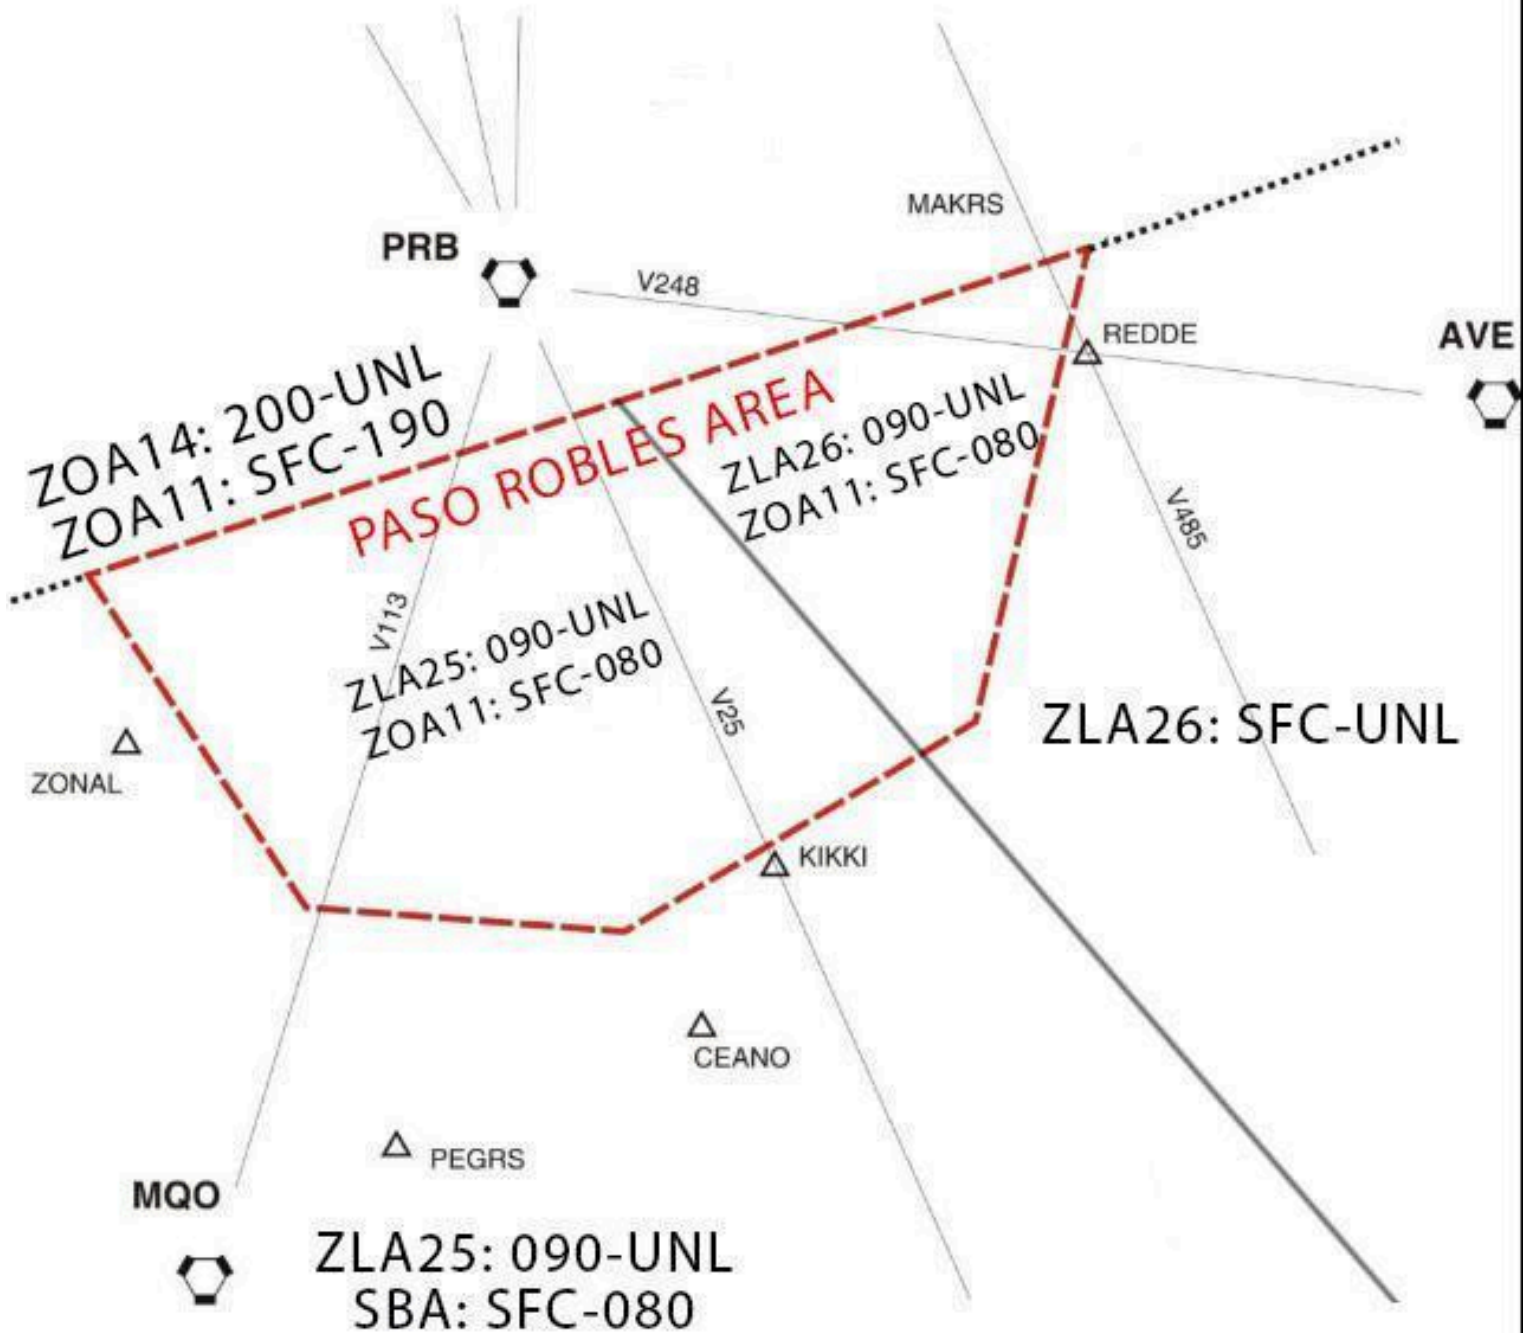 MAKRS
PRB
V248
REDDE
AVE
ZOA14: 200-UNL
ZOA11: SFC-190
PASO ROBLES AREA
ZLA26: 090-UNL
ZOA11: SFC-080
V485
V113
ZLA25: 090-UNL
ZOA11: SFC-080
V25
ZLA26: SFC-UNL
ZONAL
KIKKI
CEANO
PEGRS
MQO
ZLA25: 090-UNL
SBA: SFC-080